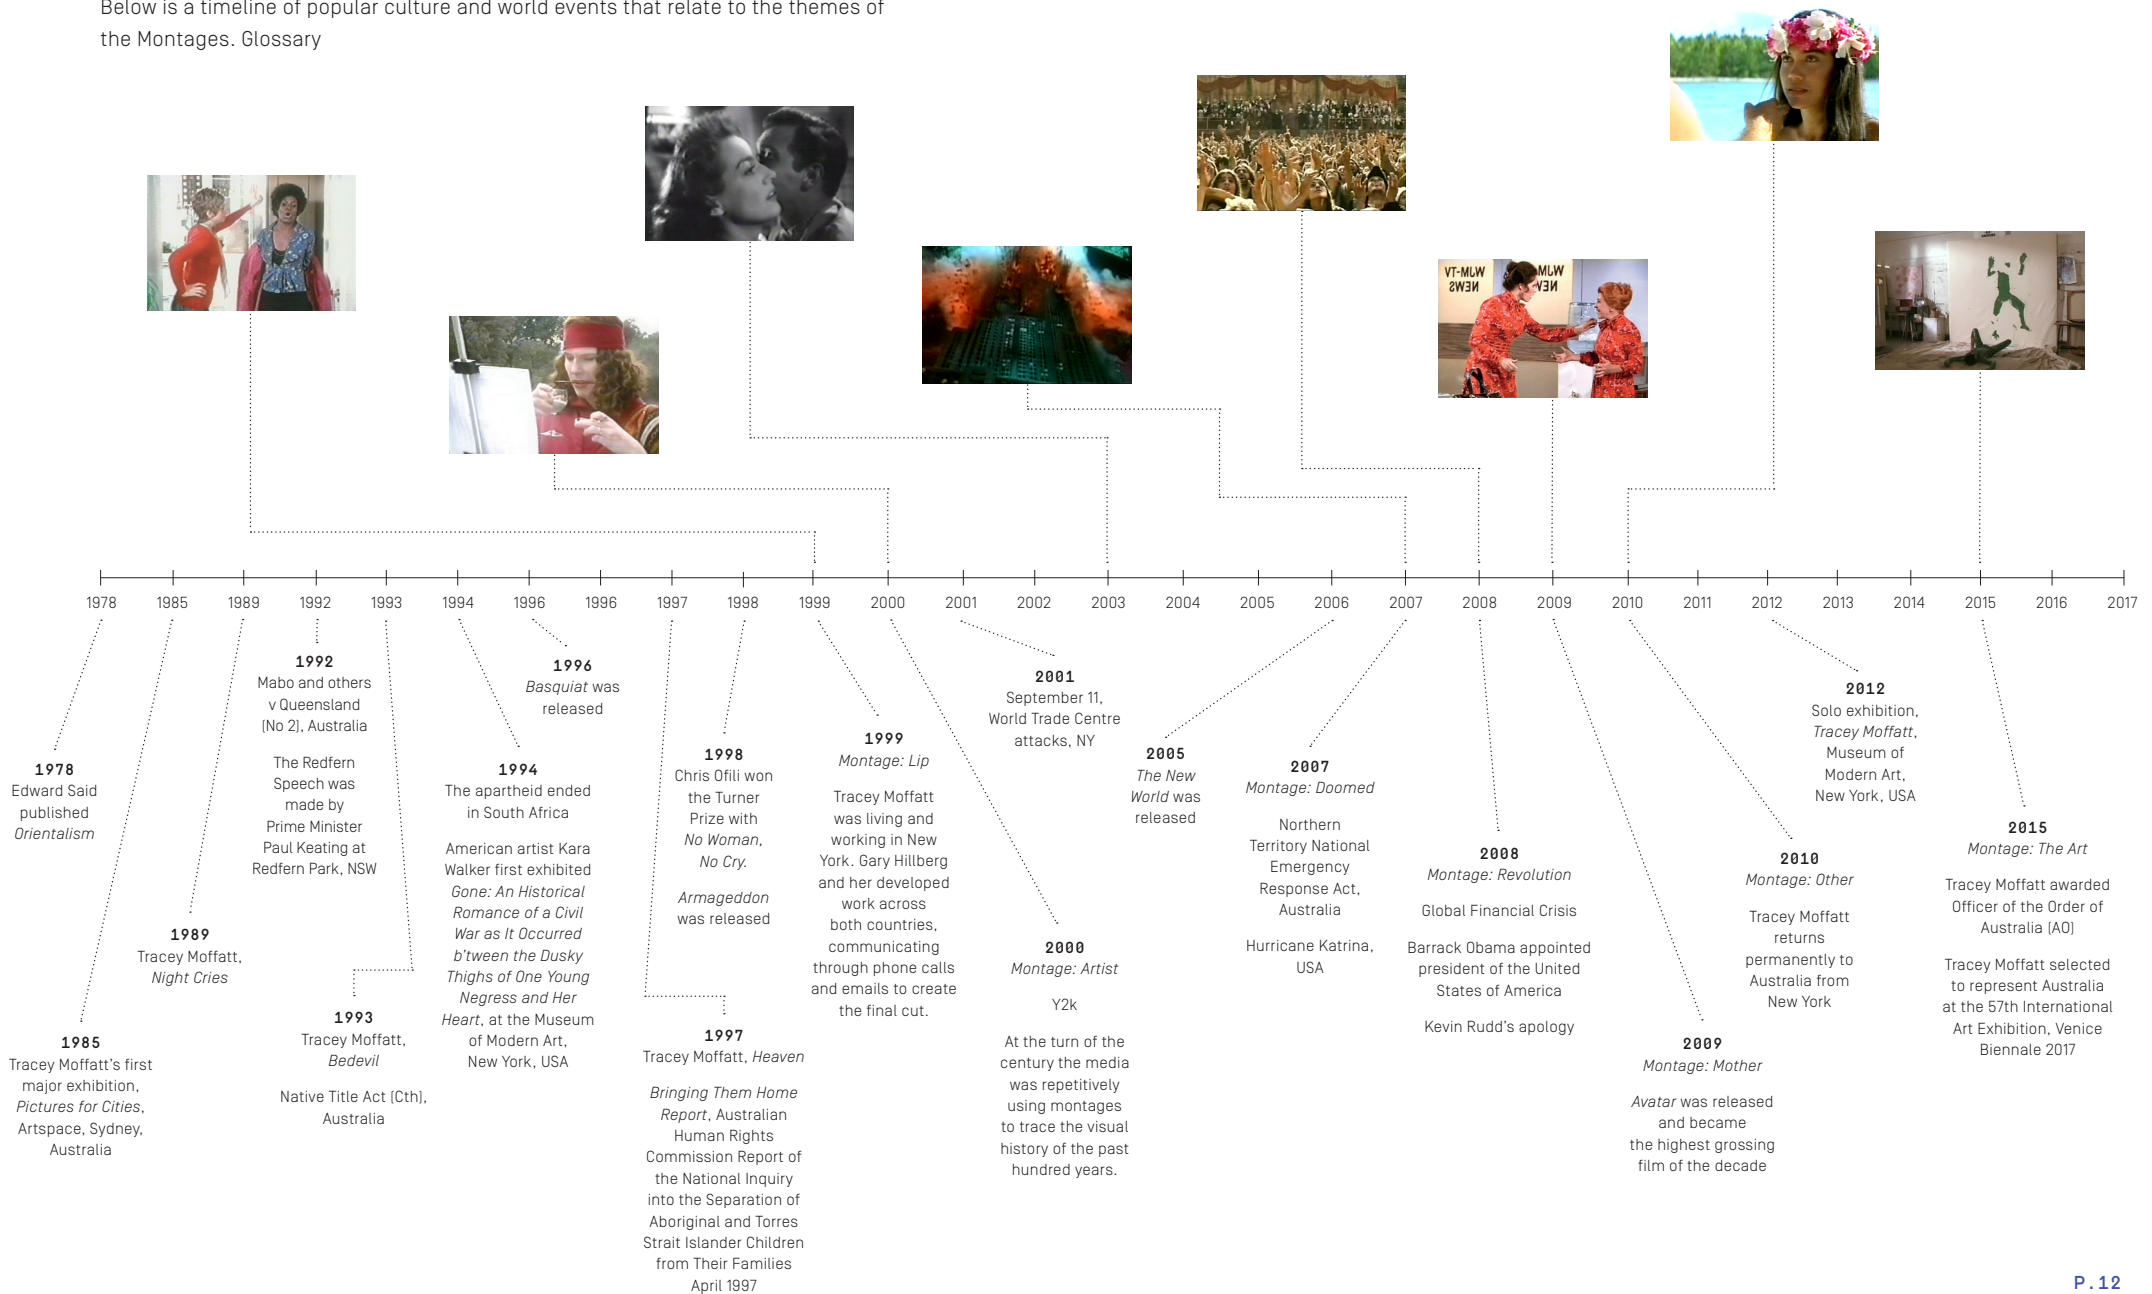 Below is a timeline of popular culture and world events that relate to the themes of
the Montages. Glossary
VT-MLW
NEWS
MLW
NEW
1978
1985
1989
1992
1993
1994
1996
1996
1997
1998
1999
2000
2001
2002
2003
2004
2005
2006
2007
2008
2009
2010
2011
2012
2013
2014
2015
2016
2017
1978
Edward Said
published
Orientalism
1985
Tracey Moffatt's first
major exhibition,
Pictures for Cities,
Artspace, Sydney,
Australia
1989
Tracey Moffatt,
Night Cries
1992
Mabo and others
v Queensland
(No 2), Australia
The Redfern
Speech was
made by
Prime Minister
Paul Keating at
Redfern Park, NSW
1993
Tracey Moffatt,
Bedevil
Native Title Act (Cth),
Australia
1994
The apartheid ended
in South Africa
American artist Kara
Walker first exhibited
Gone: An Historical
Romance of a Civil
War as It Occurred
b'tween the Dusky
Thighs of One Young
Negress and Her
Heart, at the Museum
of Modern Art,
New York, USA
1996
Basquiat was
released
1997
Tracey Moffatt, Heaven
Bringing Them Home
Report, Australian
Human Rights
Commission Report of
the National Inquiry
into the Separation of
Aboriginal and Torres
Strait Islander Children
from Their Families
April 1997
1998
Chris Ofili won
the Turner
Prize with
No Woman,
No Cry.
Armageddon
was released
1999
Montage: Lip
Tracey Moffatt
was living and
working in New
York. Gary Hillberg
and her developed
work across
both countries,
communicating
through phone calls
and emails to create
the final cut.
2000
Montage: Artist
Y2k
At the turn of the
century the media
was repetitively
using montages
to trace the visual
history of the past
hundred years.
2001
September 11,
World Trade Centre
attacks, NY
2005
The New
World was
released
2007
Montage: Doomed
Northern
Territory National
Emergency
Response Act,
Australia
Hurricane Katrina,
USA
2008
Montage: Revolution
Global Financial Crisis
Barrack Obama appointed
president of the United
States of America
Kevin Rudd's apology
2009
Montage: Mother
Avatar was released
and became
the highest grossing
film of the decade
2010
Montage: Other
Tracey Moffatt
returns
permanently to
Australia from
New York
2012
Solo exhibition,
Tracey Moffatt,
Museum of
Modern Art,
New York, USA
2015
Montage: The Art
Tracey Moffatt awarded
Officer of the Order of
Australia (AO)
Tracey Moffatt selected
to represent Australia
at the 57th International
Art Exhibition, Venice
Biennale 2017
P.12